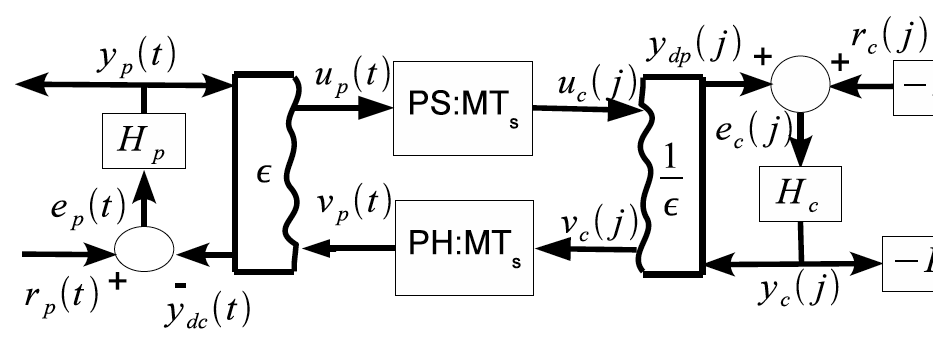 y_p(t) u_p(t) PS:MT_s u_c(j) y_dp(j) + + r_c(j)
H_p ϵ 1/ϵ e_c(j) −
e_p(t) v_p(t) PH:MT_s v_c(j) H_c
r_p(t) + - y_dc(t) y_c(j) −